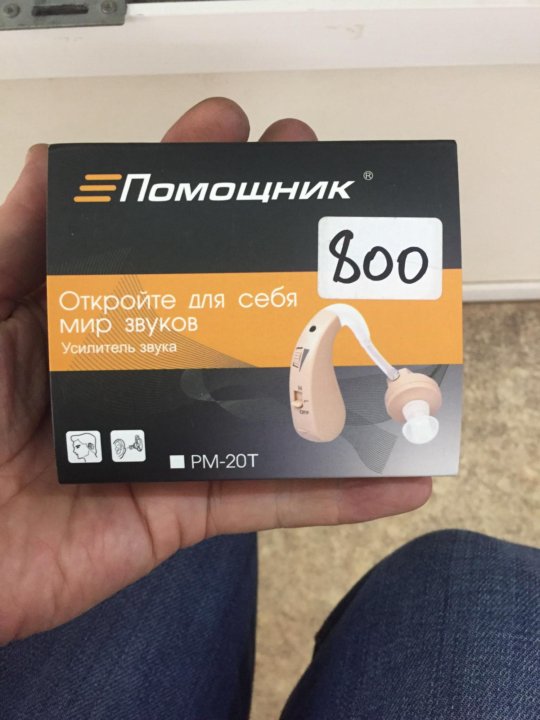 Помощник ®
800
Откройте для себя
мир звуков
Усилитель звука
PM-20T